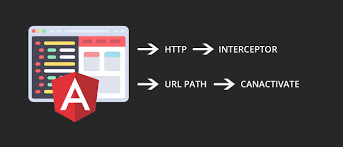 HTTP → INTERCEPTOR
URL PATH → CANACTIVATE
A